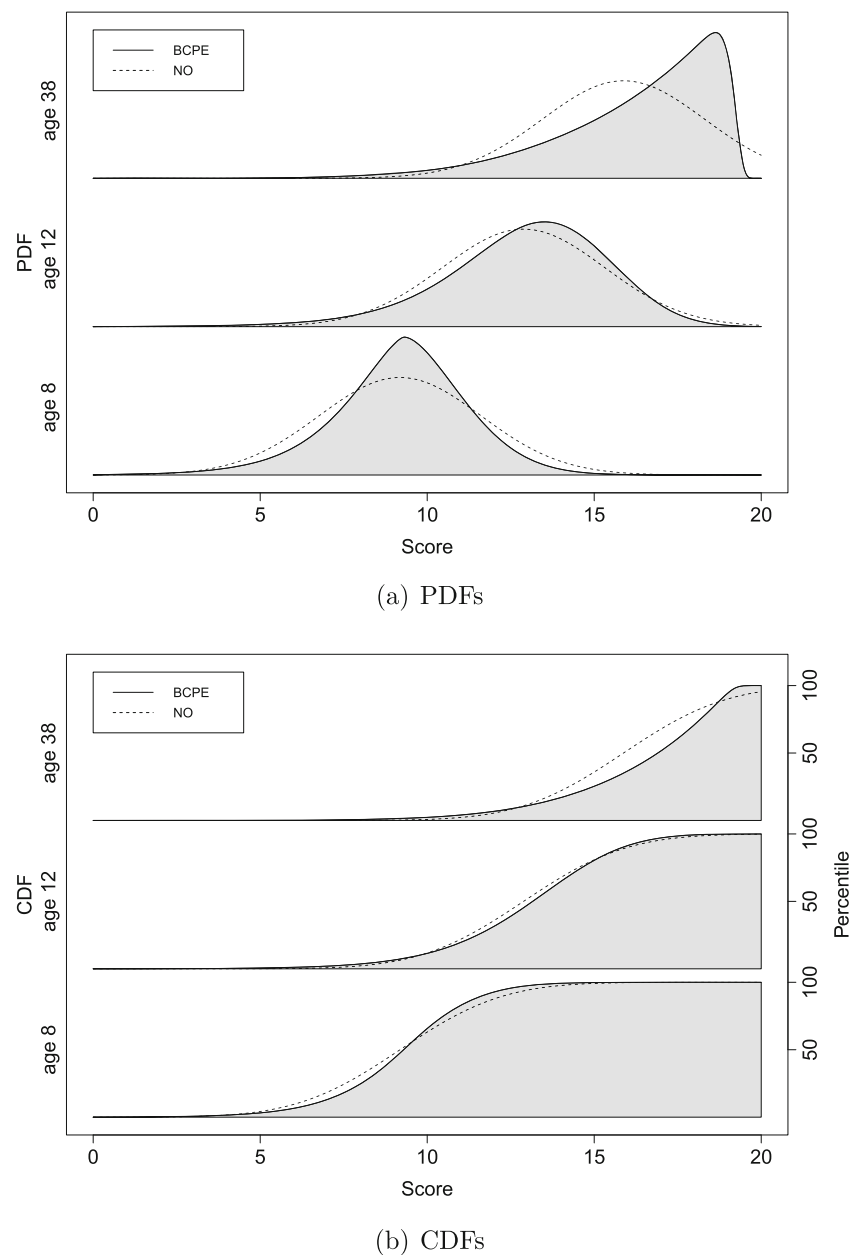 BCPE
NO
age 38
PDF
age 12
age 8
0 5 10 15 20
Score
(a) PDFs
BCPE
NO
age 38
100
50
CDF
age 12
100
50
Percentile
age 8
100
50
0 5 10 15 20
Score
(b) CDFs